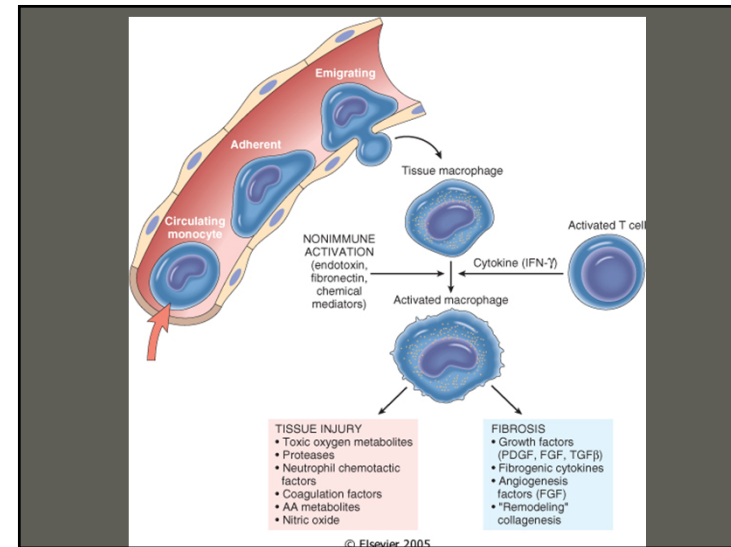 Emigrating
Adherent
Circulating
monocyte
Tissue macrophage
Activated T cell
NONIMMUNE
ACTIVATION
(endotoxin,
fibronectin,
chemical
mediators)
Cytokine (IFN-γ)
Activated macrophage
TISSUE INJURY
• Toxic oxygen metabolites
• Proteases
• Neutrophil chemotactic
factors
• Coagulation factors
• AA metabolites
• Nitric oxide
FIBROSIS
• Growth factors
(PDGF, FGF, TGFβ)
• Fibrogenic cytokines
• Angiogenesis
factors (FGF)
• "Remodeling"
collagenesis
© Elsevier 2005